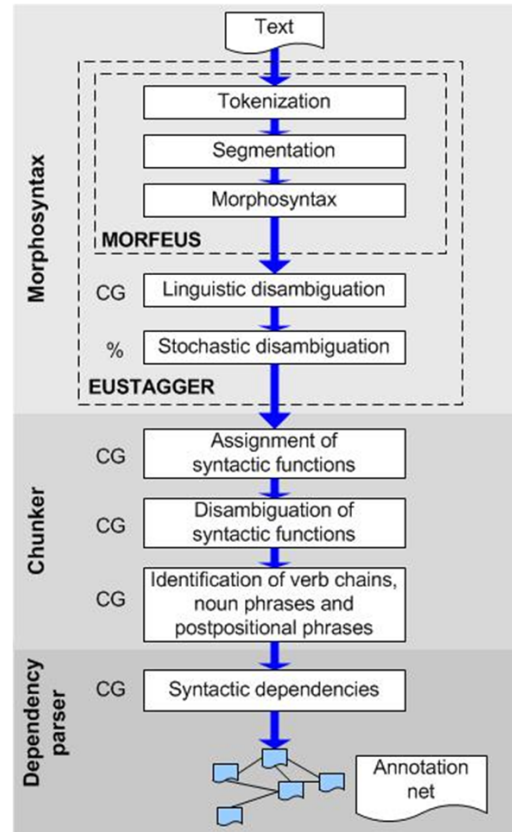 Text
Tokenization
Segmentation
Morphosyntax
MORFEUS
Morphosyntax
CG
Linguistic disambiguation
%
Stochastic disambiguation
EUSTAGGER
CG
Assignment of
syntactic functions
Chunker
CG
Disambiguation of
syntactic functions
CG
Identification of verb chains,
noun phrases and
postpositional phrases
Dependency
parser
CG
Syntactic dependencies
Annotation
net